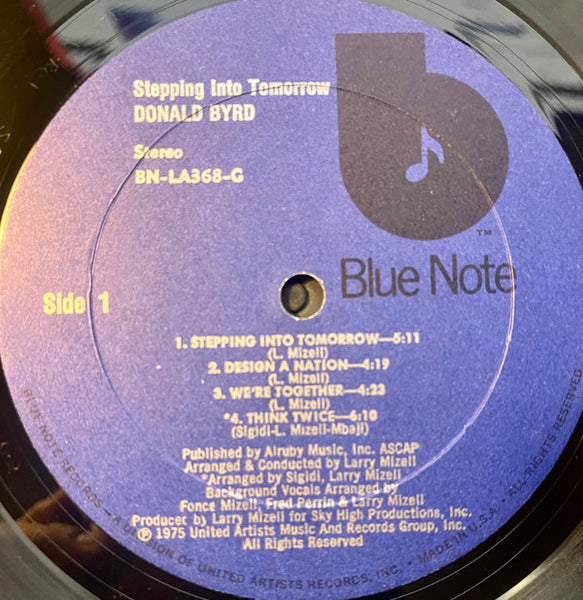 Stepping Into Tomorrow
DONALD BYRD
Stereo
BN-LA368-G
TM
Blue Note
Side 1
1. STEPPING INTO TOMORROW—5:11
(L. Mizell)
2. DESIGN A NATION—4:19
(L. Mizell)
3. WE'RE TOGETHER—4:23
(L. Mizell)
*4. THINK TWICE—6:10
(Sigidi-L. Mizell-Mbaji)
Published by Alruby Music, Inc. ASCAP
Arranged & Conducted by Larry Mizell
*Arranged by Sigidi, Larry Mizell
Background Vocals Arranged by
Fonce Mizell, Fred Perrin & Larry Mizell
Producer by Larry Mizell for Sky High Productions, Inc.
℗ 1975 United Artists Music And Records Group, Inc.
All Rights Reserved
BLUE NOTE RECORDS — A DIVISION OF UNITED ARTISTS RECORDS, INC. • MADE IN U.S.A. • ALL RIGHTS RESERVED